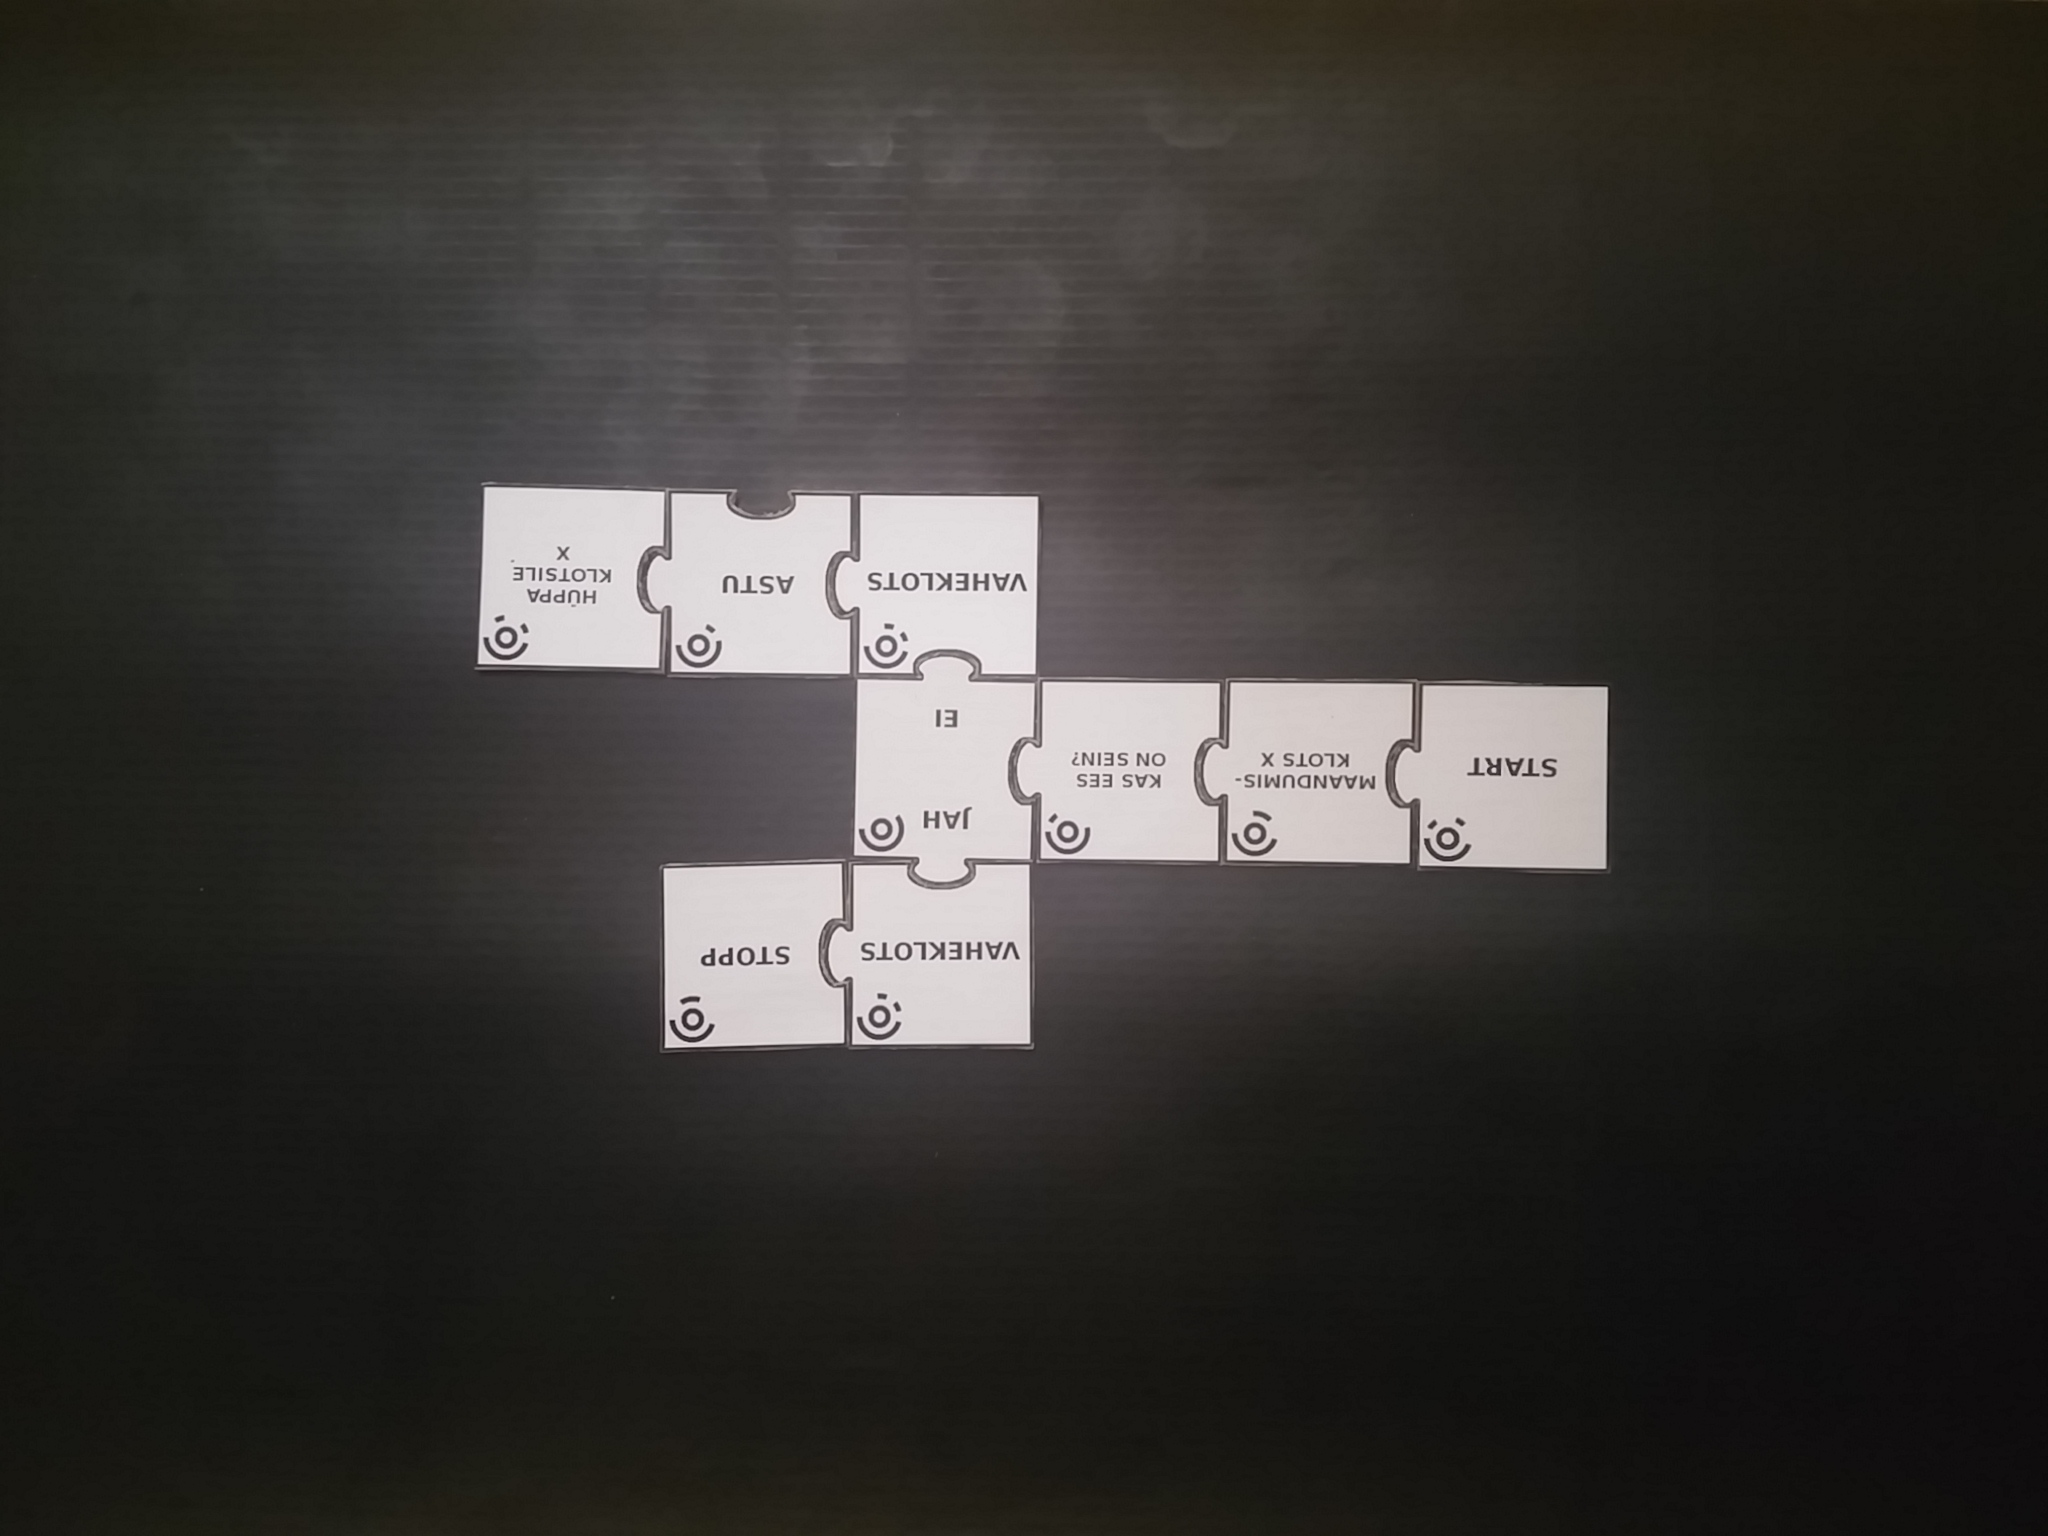 START
MAANDUMIS-
KLOTS X
KAS EES
ON SEIN?
JAH
EI
VAHEKLOTS
STOPP
VAHEKLOTS
ASTU
HÜPPA
KLOTSILE
X